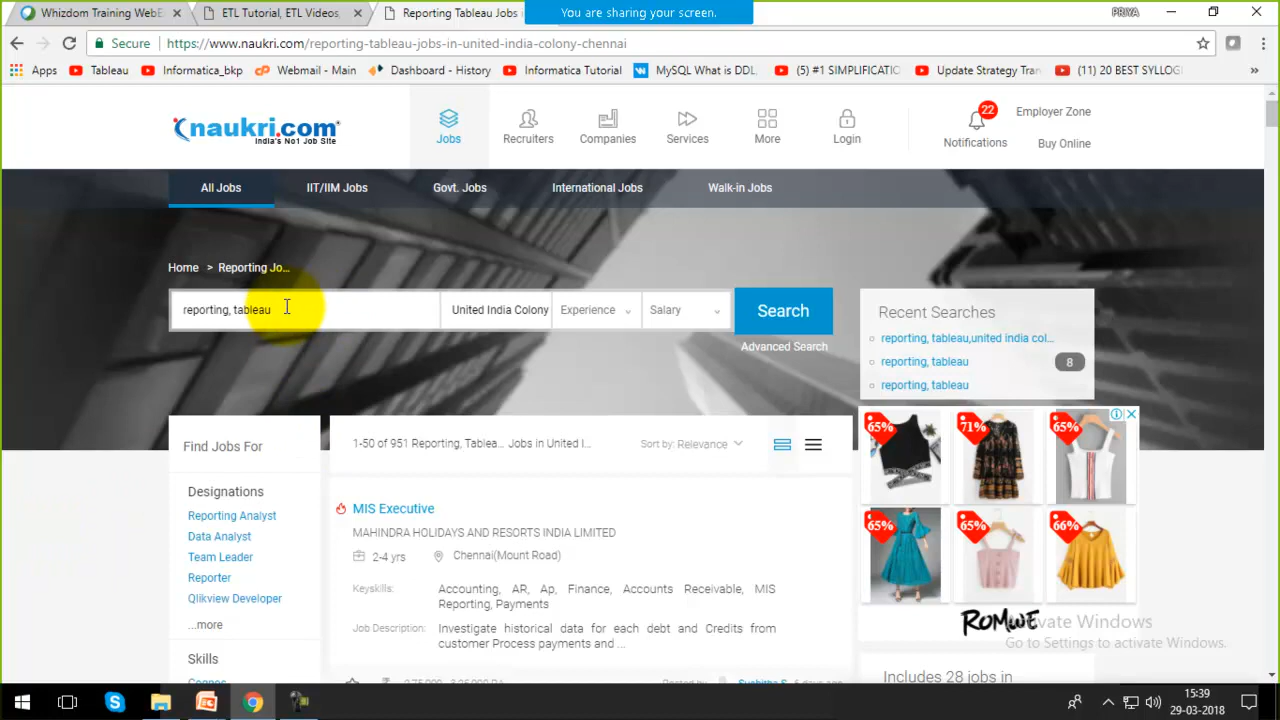 Whizdom Training WebE
ETL Tutorial, ETL Videos,
Reporting Tableau Jobs i
You are sharing your screen.
PRIYA
Secure
https://www.naukri.com/reporting-tableau-jobs-in-united-india-colony-chennai
Apps
Tableau
Informatica_bkp
Webmail - Main
Dashboard - History
Informatica Tutorial
MySQL What is DDL,
(5) #1 SIMPLIFICATIO
Update Strategy Tran
(11) 20 BEST SYLLOGI
naukri.com
India's No1 Job Site
Jobs
Recruiters
Companies
Services
More
Login
22
Notifications
Employer Zone
Buy Online
All Jobs
IIT/IIM Jobs
Govt. Jobs
International Jobs
Walk-in Jobs
Home > Reporting Jo...
reporting, tableau
United India Colony
Experience
Salary
Search
Advanced Search
Recent Searches
reporting, tableau,united india col...
reporting, tableau
8
reporting, tableau
Find Jobs For
Designations
Reporting Analyst
Data Analyst
Team Leader
Reporter
Qlikview Developer
...more
Skills
Cognos
1-50 of 951 Reporting, Tablea... Jobs in United I...
Sort by: Relevance
MIS Executive
MAHINDRA HOLIDAYS AND RESORTS INDIA LIMITED
2-4 yrs
Chennai(Mount Road)
Keyskills:
Accounting, AR, Ap, Finance, Accounts Receivable, MIS
Reporting, Payments
Job Description:
Investigate historical data for each debt and Credits from
customer Process payments and ...
65%
71%
65%
65%
65%
66%
ROMWE
Activate Windows
Go to Settings to activate Windows.
Includes 28 jobs in
15:39
29-03-2018